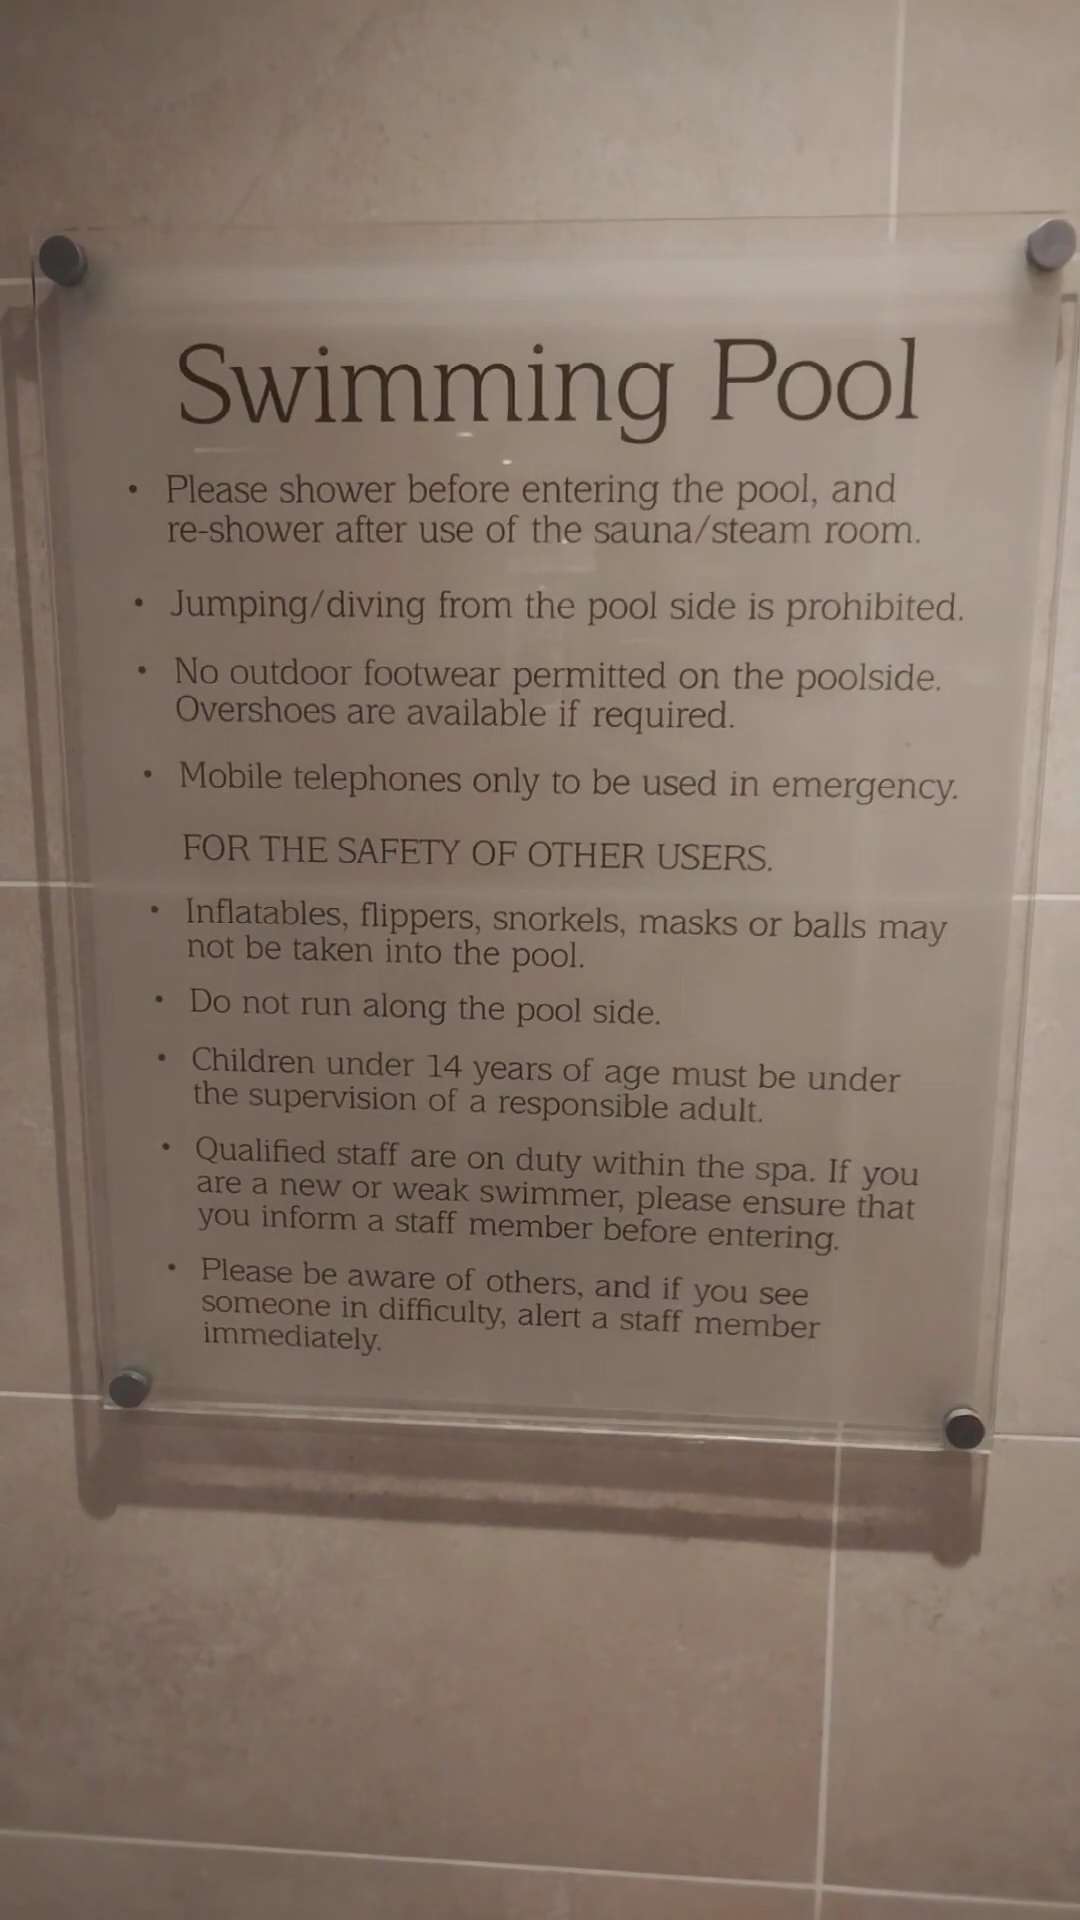 Swimming Pool
• Please shower before entering the pool, and
re-shower after use of the sauna/steam room.
• Jumping/diving from the pool side is prohibited.
• No outdoor footwear permitted on the poolside.
Overshoes are available if required.
• Mobile telephones only to be used in emergency.
FOR THE SAFETY OF OTHER USERS.
• Inflatables, flippers, snorkels, masks or balls may
not be taken into the pool.
• Do not run along the pool side.
• Children under 14 years of age must be under
the supervision of a responsible adult.
• Qualified staff are on duty within the spa. If you
are a new or weak swimmer, please ensure that
you inform a staff member before entering.
• Please be aware of others, and if you see
someone in difficulty, alert a staff member
immediately.